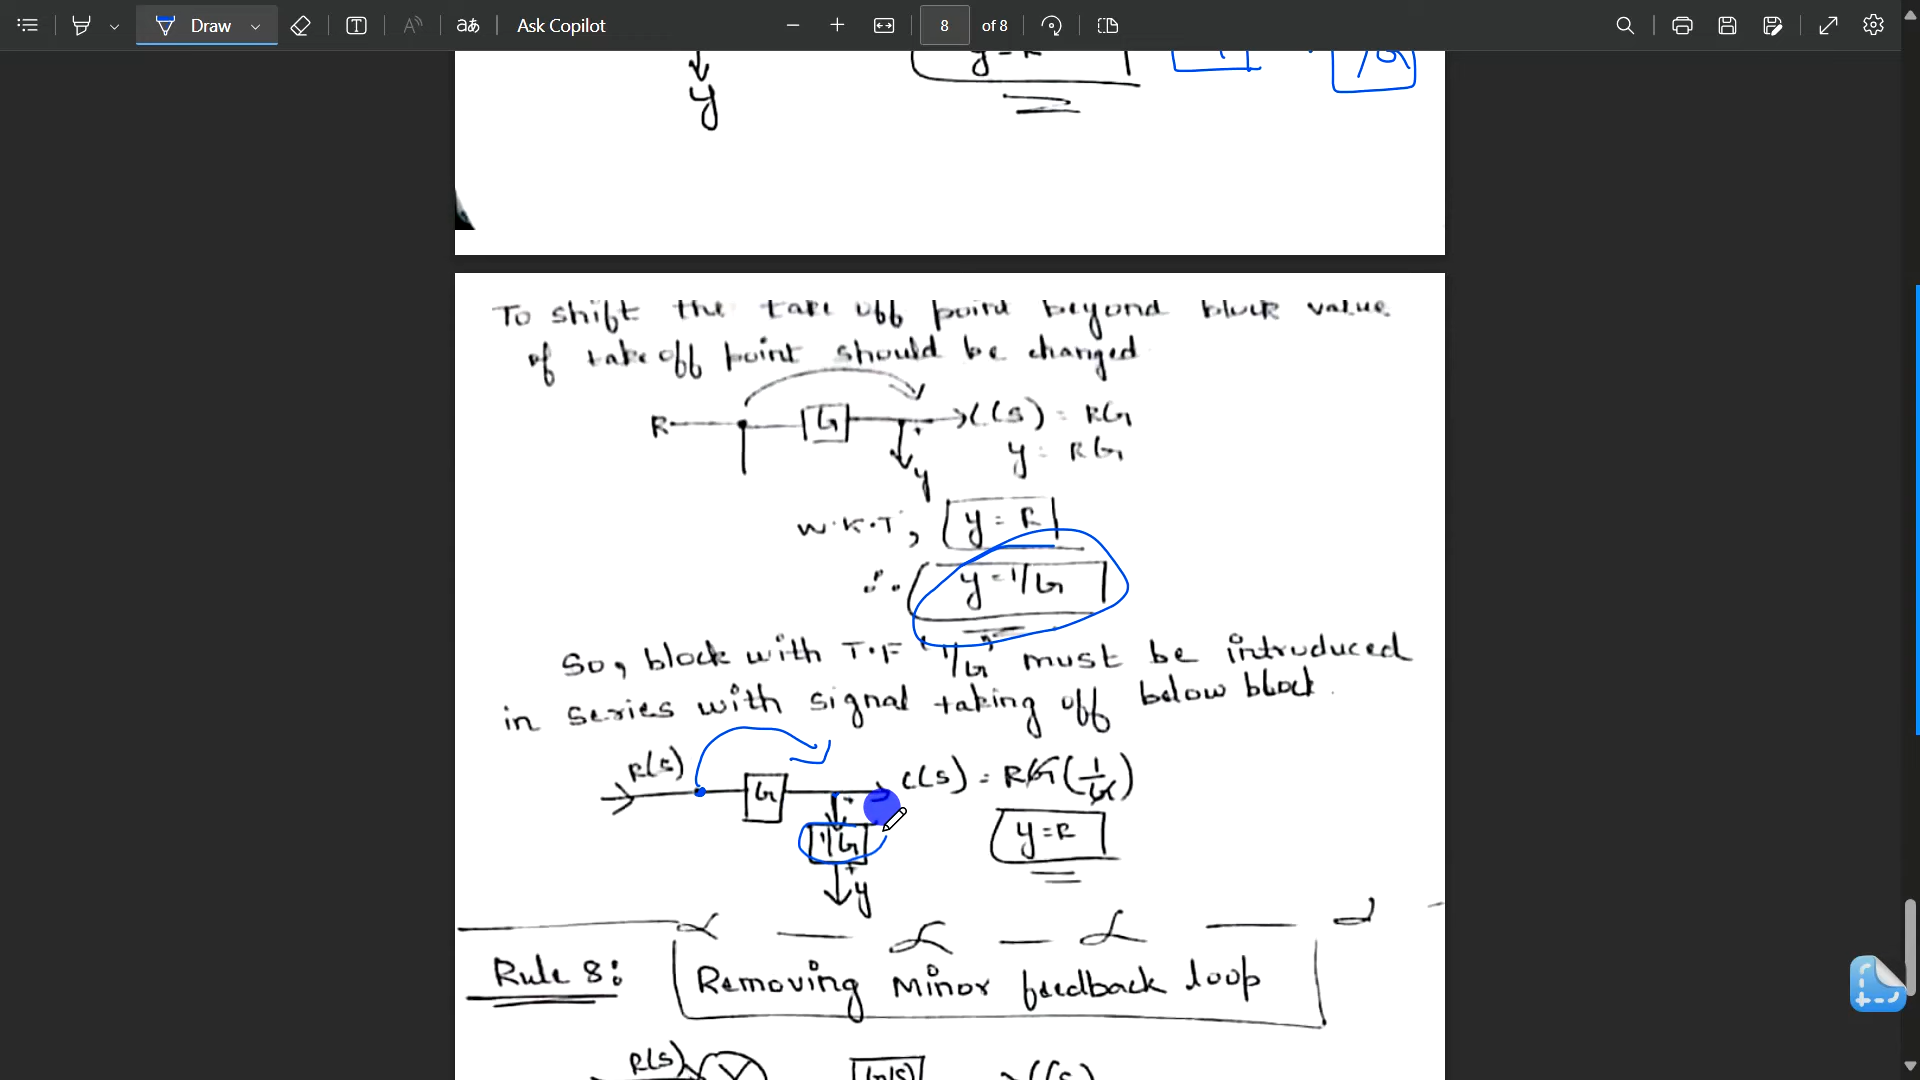 Draw
aあ
Ask Copilot
8
of 8
y
To shift the take off point beyond block value
of take off point should be changed
R G C(s) = RG
y = RG
y
W.K.T, y = R
∴ y = 1/G
So, block with T.F "1/G" must be introduced
in series with signal taking off below block.
R(s) G C(s) = RG(1/G)
1/G y = R
y
Rule 8: Removing Minor feedback loop
R(s) G(s) C(s)